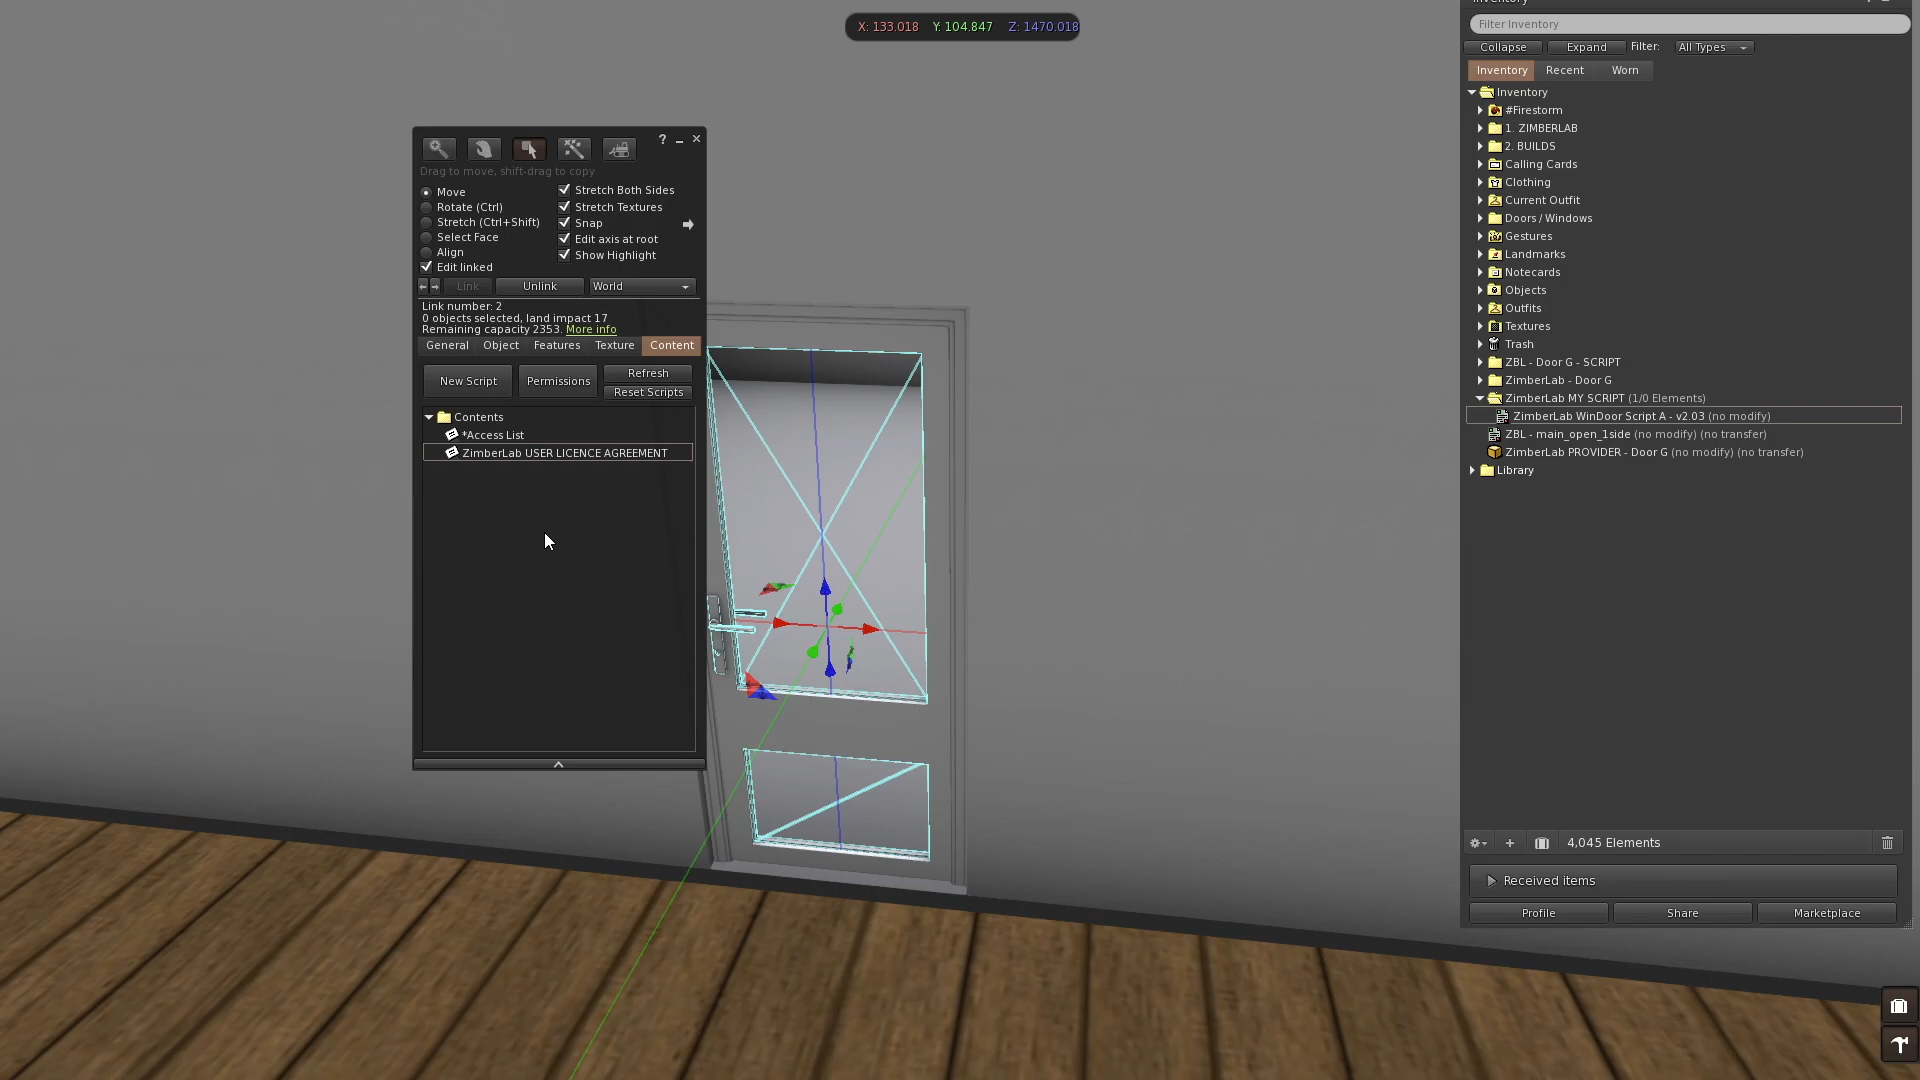 X: 133.018 Y: 104.847 Z: 1470.018
?
Drag to move, shift-drag to copy
Move
Rotate (Ctrl)
Stretch (Ctrl+Shift)
Select Face
Align
Edit linked
Stretch Both Sides
Stretch Textures
Snap
Edit axis at root
Show Highlight
Link Unlink World
Link number: 2
0 objects selected, land impact 17
Remaining capacity 2353. More info
General Object Features Texture Content
New Script Permissions Refresh
Reset Scripts
Contents
*Access List
ZimberLab USER LICENCE AGREEMENT
Inventory
Filter Inventory
Collapse Expand Filter: All Types
Inventory Recent Worn
Inventory
#Firestorm
1. ZIMBERLAB
2. BUILDS
Calling Cards
Clothing
Current Outfit
Doors / Windows
Gestures
Landmarks
Notecards
Objects
Outfits
Textures
Trash
ZBL - Door G - SCRIPT
ZimberLab - Door G
ZimberLab MY SCRIPT (1/0 Elements)
ZimberLab WinDoor Script A - v2.03 (no modify)
ZBL - main_open_1side (no modify) (no transfer)
ZimberLab PROVIDER - Door G (no modify) (no transfer)
Library
4,045 Elements
Received items
Profile Share Marketplace